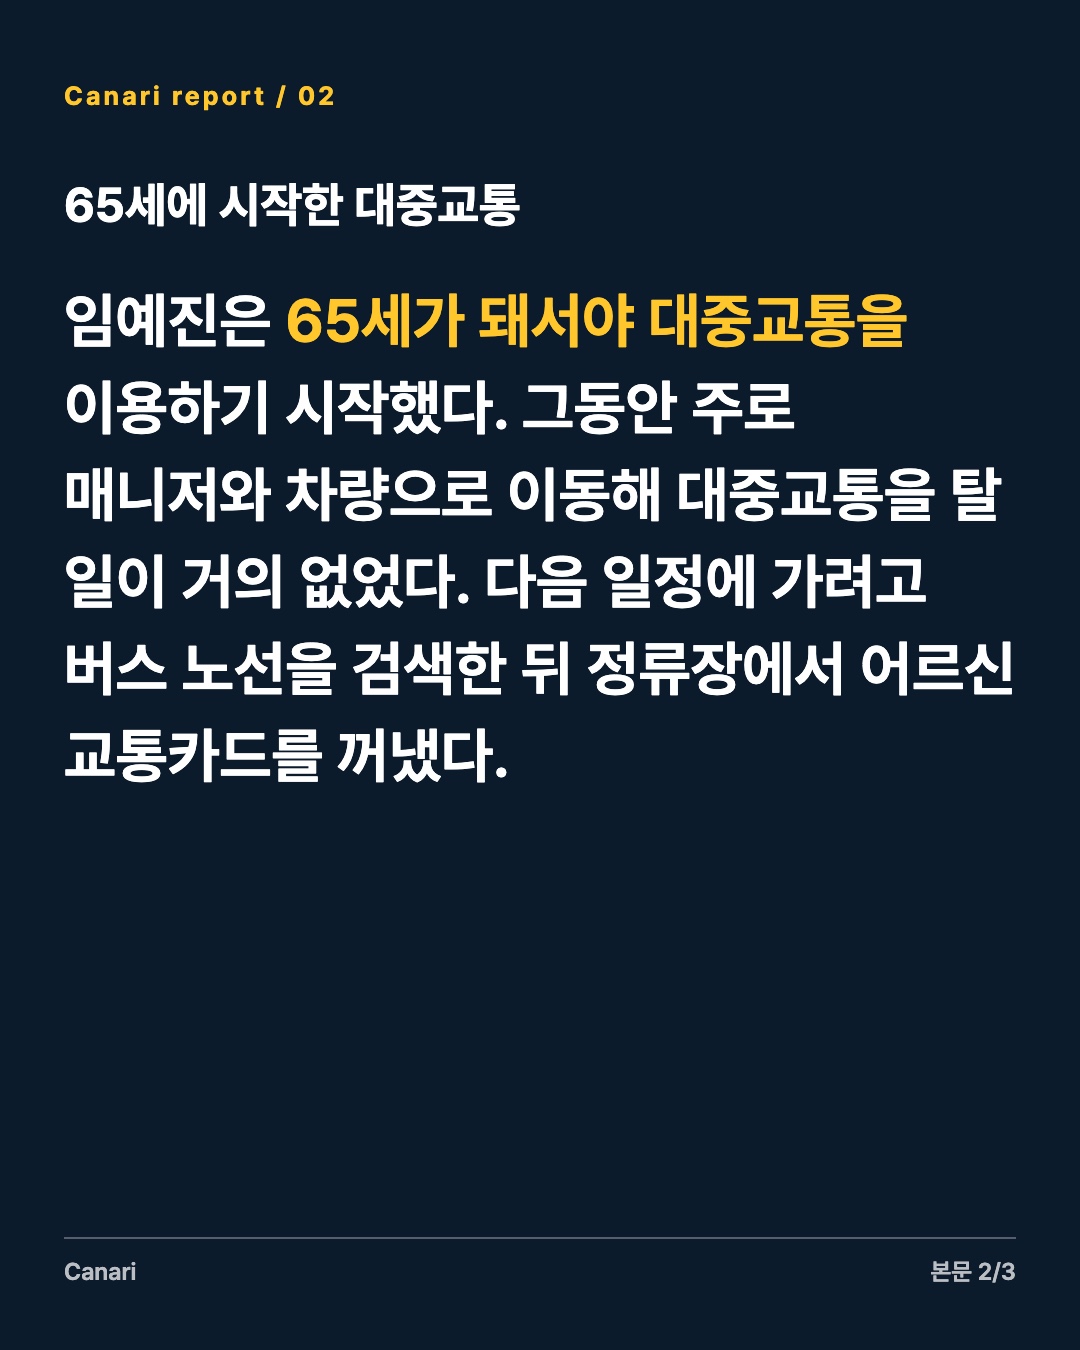 Canari report / 02
65세에 시작한 대중교통
임예진은 65세가 돼서야 대중교통을
이용하기 시작했다. 그동안 주로
매니저와 차량으로 이동해 대중교통을 탈
일이 거의 없었다. 다음 일정에 가려고
버스 노선을 검색한 뒤 정류장에서 어르신
교통카드를 꺼냈다.
Canari
본문 2/3